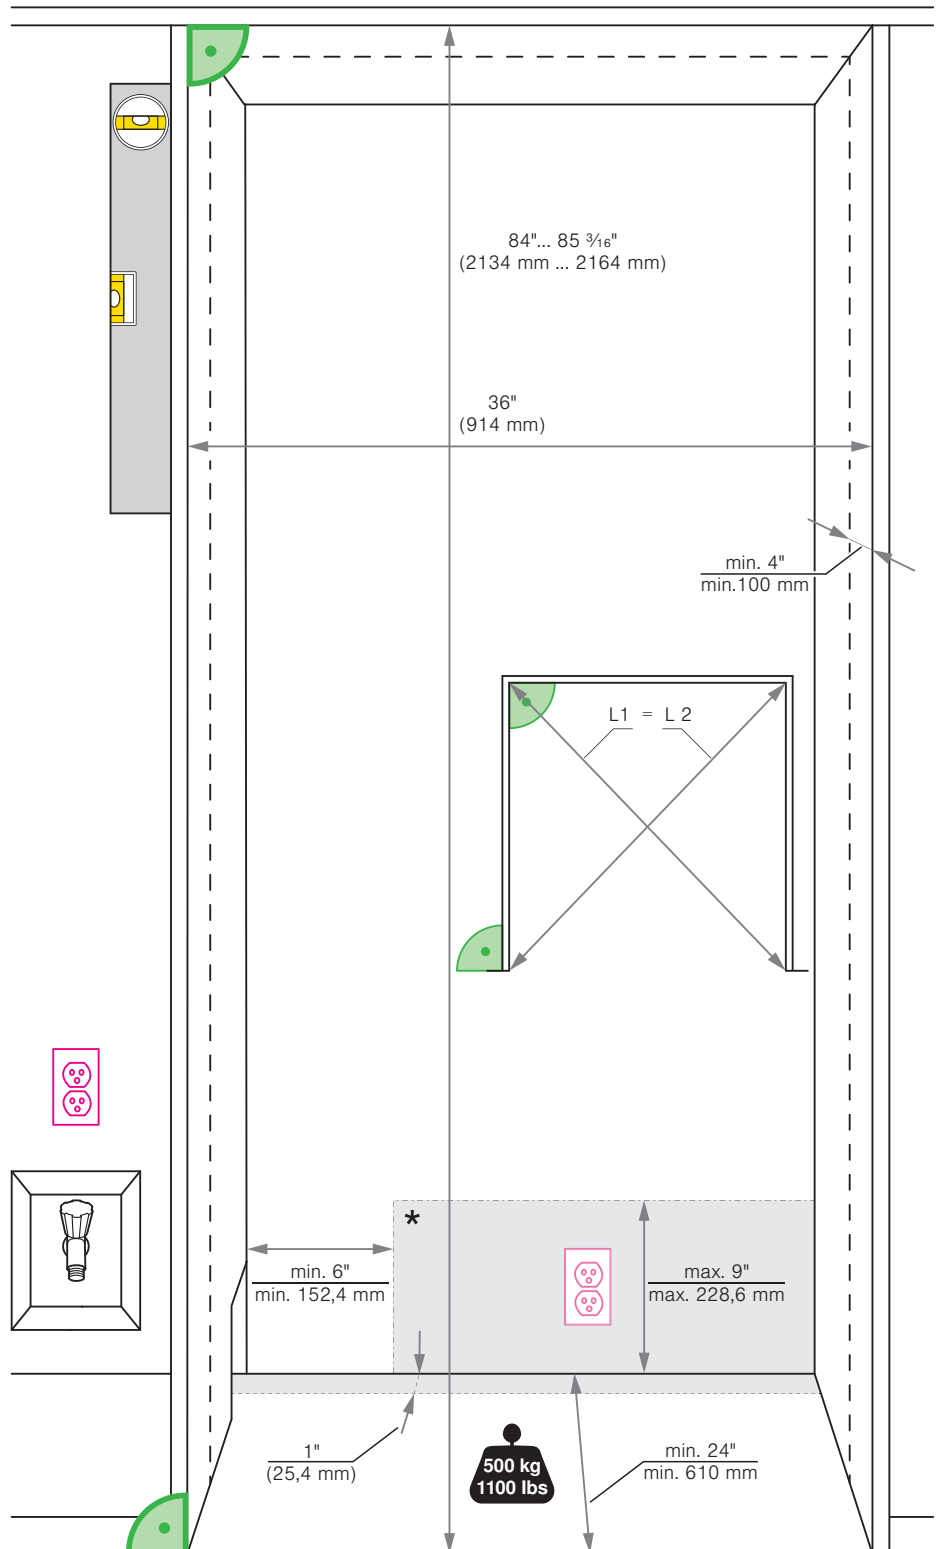 84"... 85 ³⁄₁₆"
(2134 mm ... 2164 mm)
36"
(914 mm)
min. 4"
min.100 mm
L1 = L 2
*
min. 6"
min. 152,4 mm
max. 9"
max. 228,6 mm
1"
(25,4 mm)
500 kg
1100 lbs
min. 24"
min. 610 mm